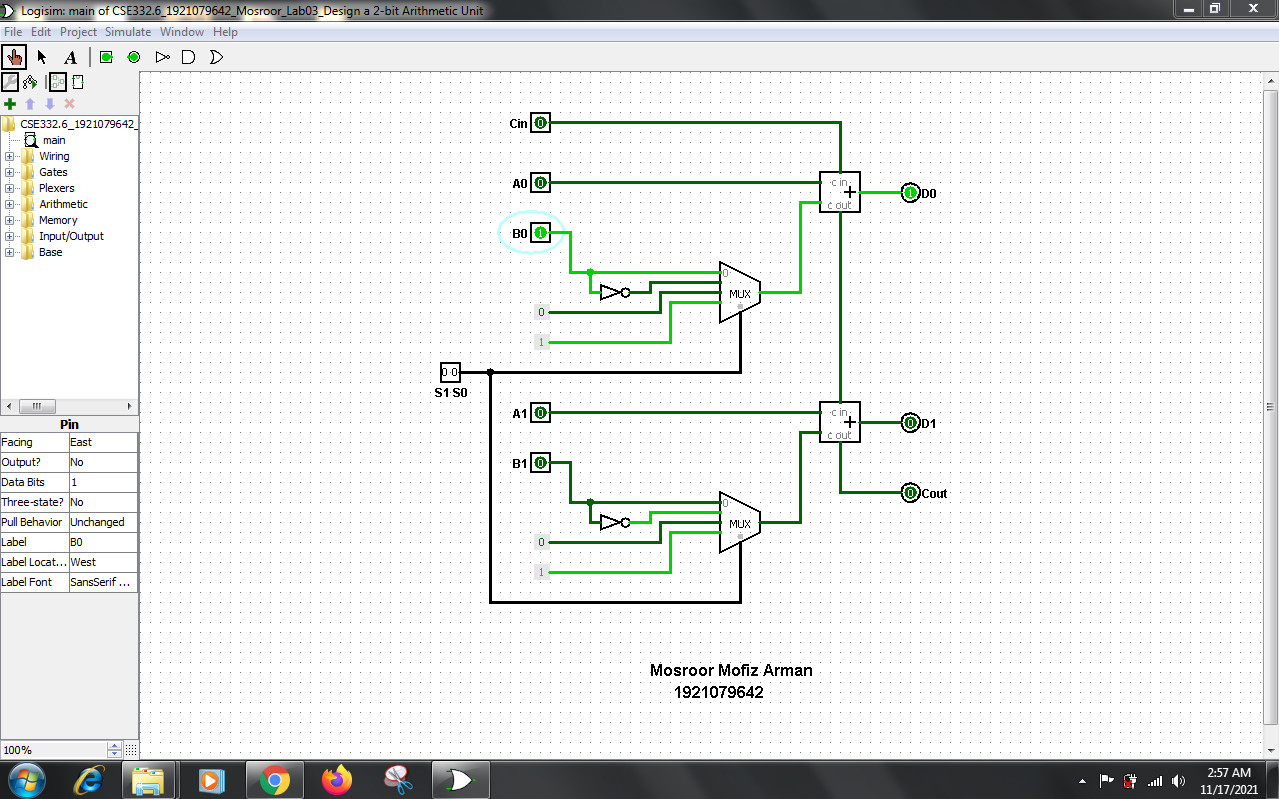 Logisim: main of CSE332.6_1921079642_Mosroor_Lab03_Design a 2-bit Arithmetic Unit
File Edit Project Simulate Window Help
A
CSE332.6_1921079642_
main
Wiring
Gates
Plexers
Arithmetic
Memory
Input/Output
Base
Pin
Facing East
Output? No
Data Bits 1
Three-state? No
Pull Behavior Unchanged
Label B0
Label Locat... West
Label Font SansSerif ...
100%
Cin 0
A0 0
c in
+
c out
1 D0
B0 1
0
MUX
0
1
0 0
S1 S0
A1 0
c in
+
c out
0 D1
B1 0
0 Cout
0
MUX
0
1
Mosroor Mofiz Arman
1921079642
2:57 AM
11/17/2021